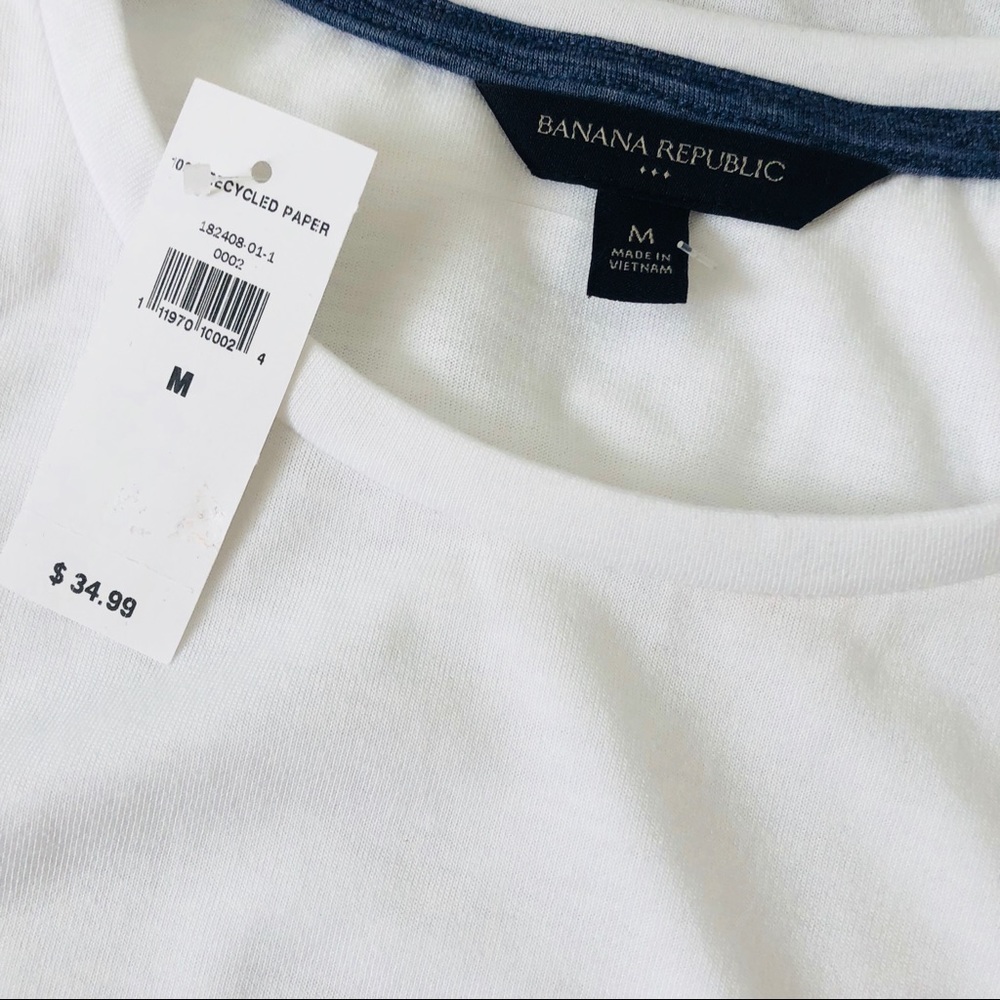 RECYCLED PAPER
182408-01-1
0002
1 11970 10002 4
M
$ 34.99
BANANA REPUBLIC
M
MADE IN
VIETNAM